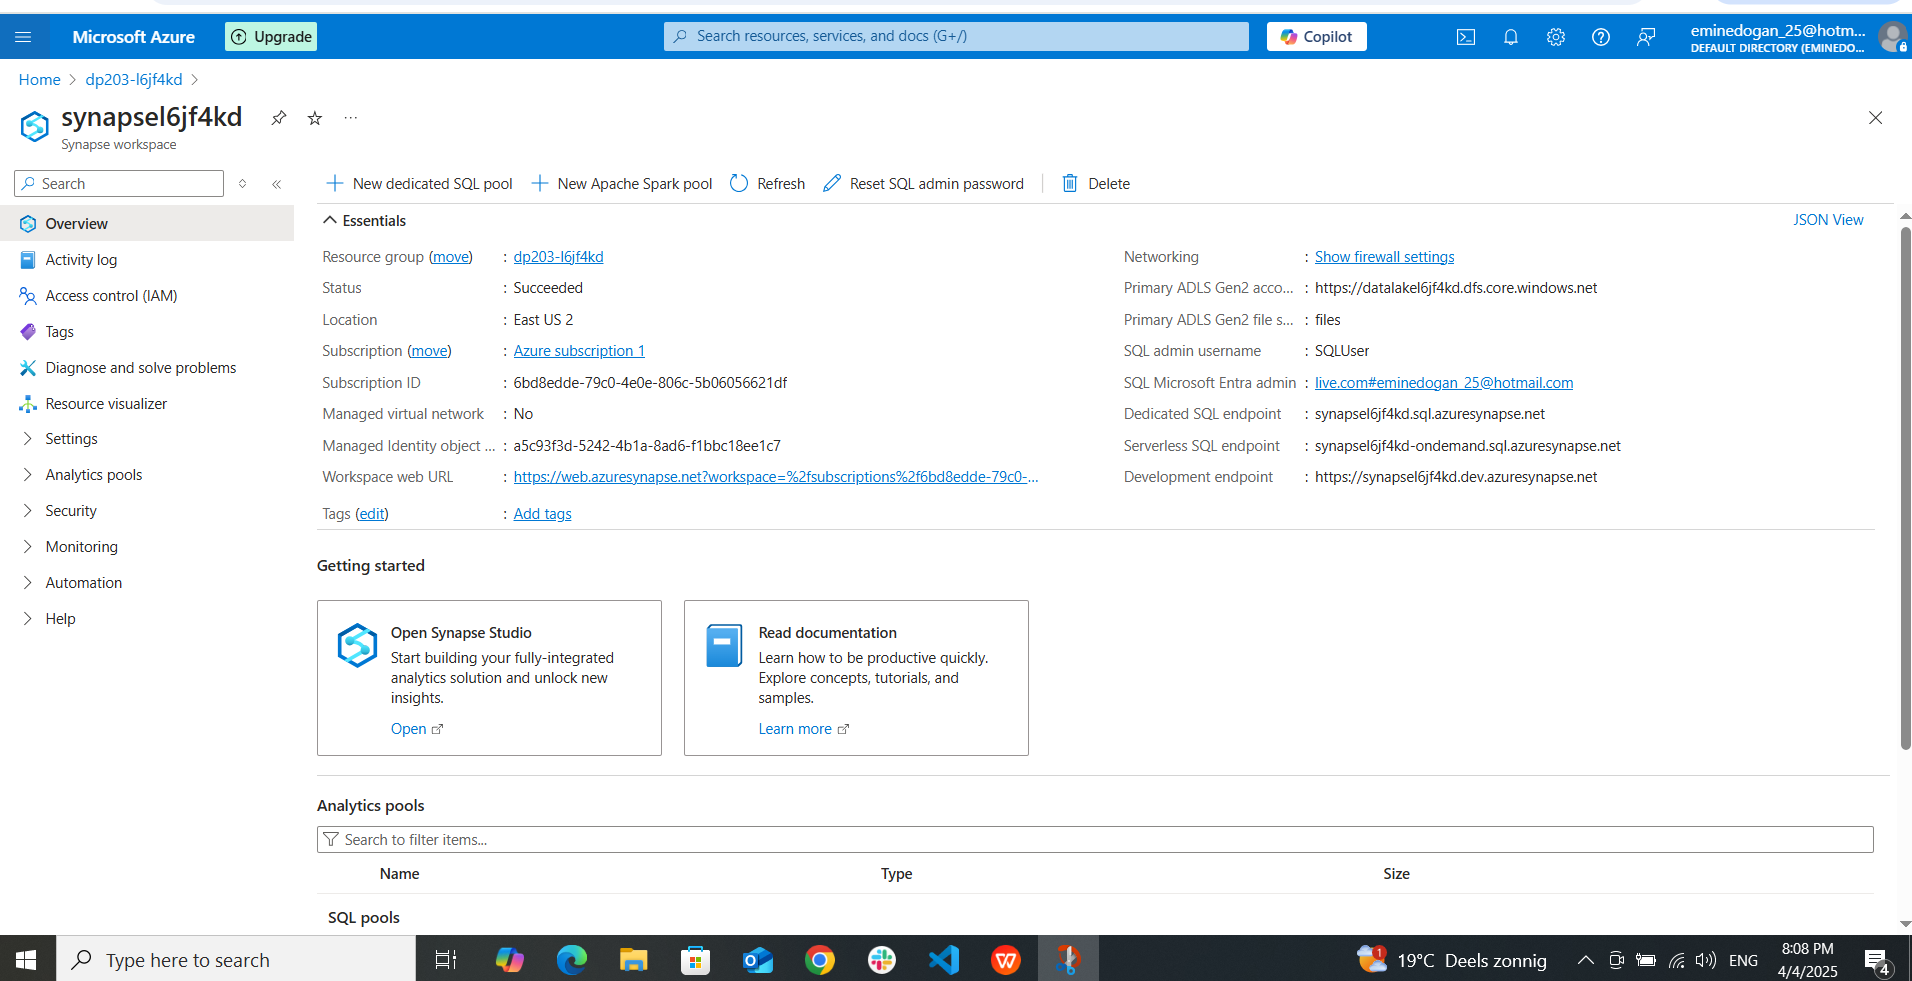 Microsoft Azure
Upgrade
Search resources, services, and docs (G+/)
Copilot
eminedogan_25@hotm...
DEFAULT DIRECTORY (EMINEDO...
Home > dp203-l6jf4kd >
synapsel6jf4kd
...
Synapse workspace
Search
«
New dedicated SQL pool
New Apache Spark pool
Refresh
Reset SQL admin password
Delete
Overview
Activity log
Access control (IAM)
Tags
Diagnose and solve problems
Resource visualizer
Settings
Analytics pools
Security
Monitoring
Automation
Help
Essentials
JSON View
Resource group (move) : dp203-l6jf4kd
Status : Succeeded
Location : East US 2
Subscription (move) : Azure subscription 1
Subscription ID : 6bd8edde-79c0-4e0e-806c-5b06056621df
Managed virtual network : No
Managed Identity object ... : a5c93f3d-5242-4b1a-8ad6-f1bbc18ee1c7
Workspace web URL : https://web.azuresynapse.net?workspace=%2fsubscriptions%2f6bd8edde-79c0-...
Tags (edit) : Add tags
Networking : Show firewall settings
Primary ADLS Gen2 acco... : https://datalakel6jf4kd.dfs.core.windows.net
Primary ADLS Gen2 file s... : files
SQL admin username : SQLUser
SQL Microsoft Entra admin : live.com#eminedogan_25@hotmail.com
Dedicated SQL endpoint : synapsel6jf4kd.sql.azuresynapse.net
Serverless SQL endpoint : synapsel6jf4kd-ondemand.sql.azuresynapse.net
Development endpoint : https://synapsel6jf4kd.dev.azuresynapse.net
Getting started
Open Synapse Studio
Start building your fully-integrated
analytics solution and unlock new
insights.
Open
Read documentation
Learn how to be productive quickly.
Explore concepts, tutorials, and
samples.
Learn more
Analytics pools
Search to filter items...
Name Type Size
SQL pools
Type here to search
1
19°C Deels zonnig
ENG
8:08 PM
4/4/2025
4